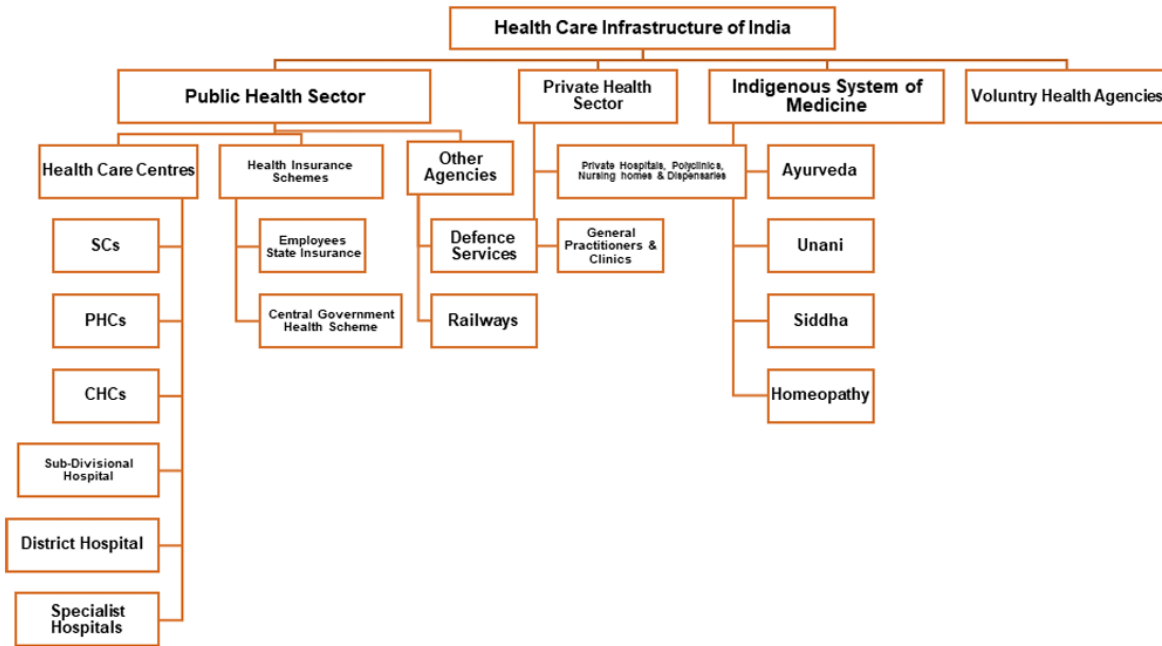 Health Care Infrastructure of India
Public Health Sector
Private Health
Sector
Indigenous System of
Medicine
Voluntry Health Agencies
Health Care Centres
Health Insurance
Schemes
Other
Agencies
Private Hospitals, Polyclinics,
Nursing homes & Dispensaries
Ayurveda
SCs
Employees
State Insurance
Defence
Services
General
Practitioners &
Clinics
Unani
PHCs
Central Government
Health Scheme
Railways
Siddha
CHCs
Homeopathy
Sub-Divisional
Hospital
District Hospital
Specialist
Hospitals